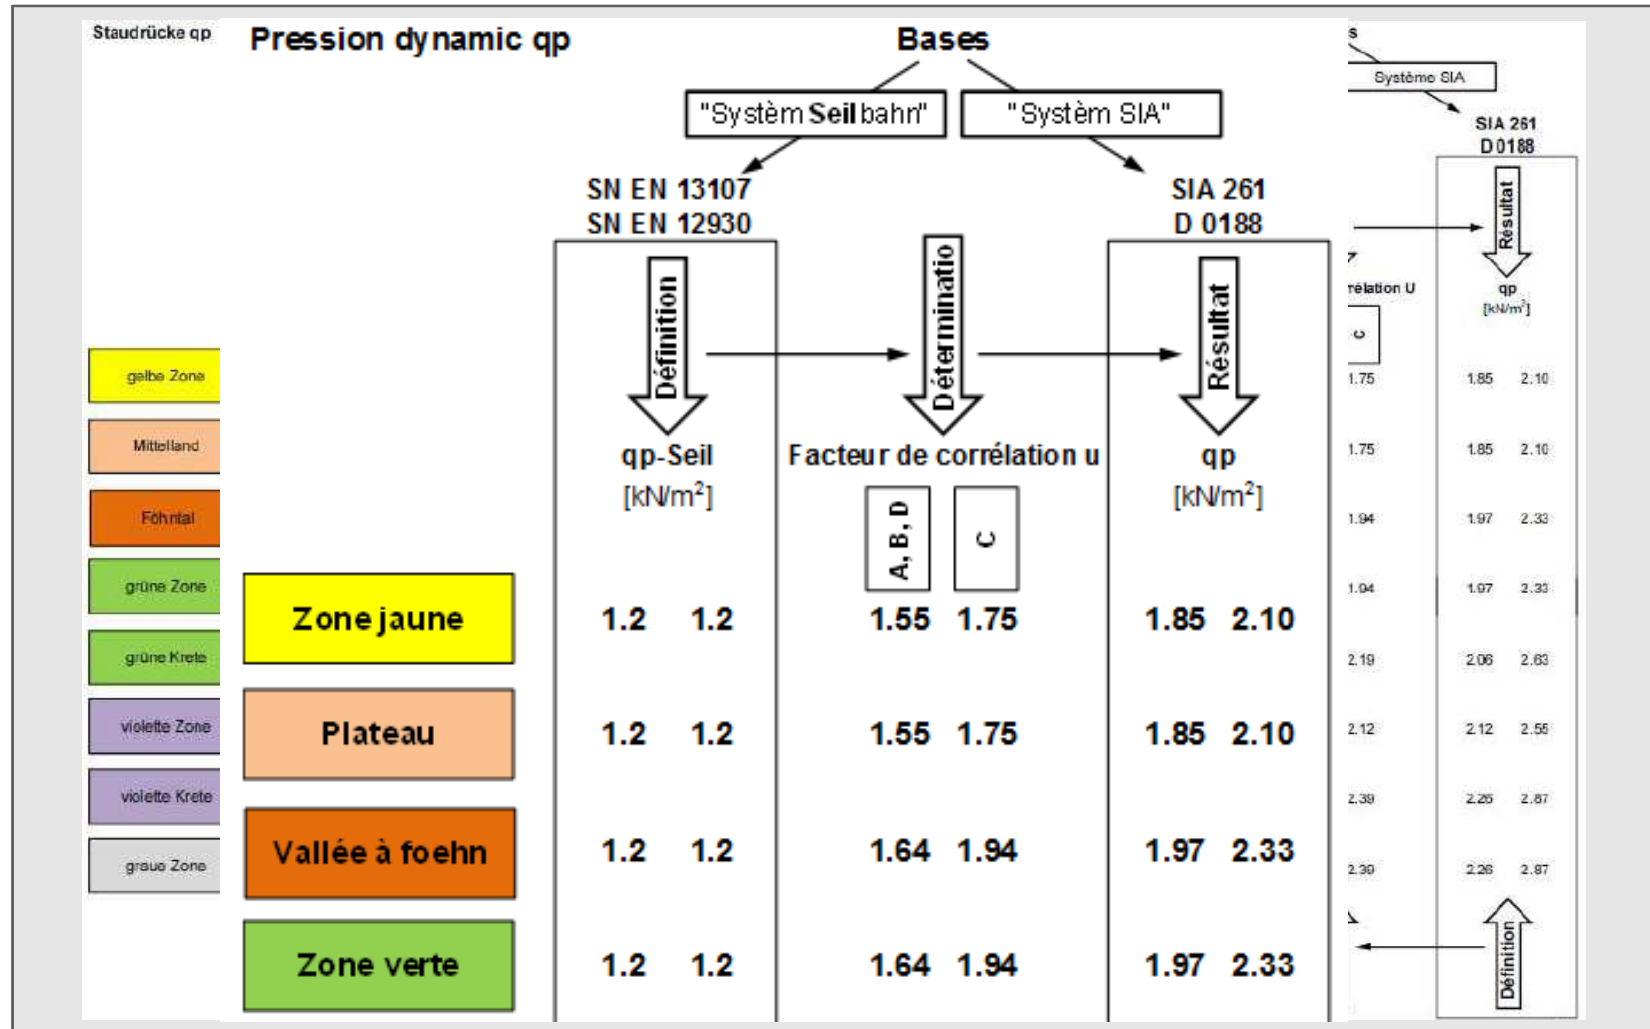 Staudrücke qp
Pression dynamic qp
Bases
s
Système SIA
"Systèm Seilbahn"
"Systèm SIA"
SIA 261
D 0188
SN EN 13107
SN EN 12930
SIA 261
D 0188
Définition
Déterminatio
Résultat
Résultat
rélation U
qp
[kN/m²]
C
qp-Seil
[kN/m²]
Facteur de corrélation u
qp
[kN/m²]
A, B, D
C
gelbe Zone
1.75 1.85 2.10
Mittelland
1.75 1.85 2.10
Föhntal
1.94 1.97 2.33
grüne Zone
1.94 1.97 2.33
grüne Krete
2.19 2.06 2.63
violette Zone
2.12 2.12 2.55
violette Krete
2.39 2.26 2.87
graue Zone
2.39 2.26 2.87
Définition
Zone jaune 1.2 1.2 1.55 1.75 1.85 2.10
Plateau 1.2 1.2 1.55 1.75 1.85 2.10
Vallée à foehn 1.2 1.2 1.64 1.94 1.97 2.33
Zone verte 1.2 1.2 1.64 1.94 1.97 2.33